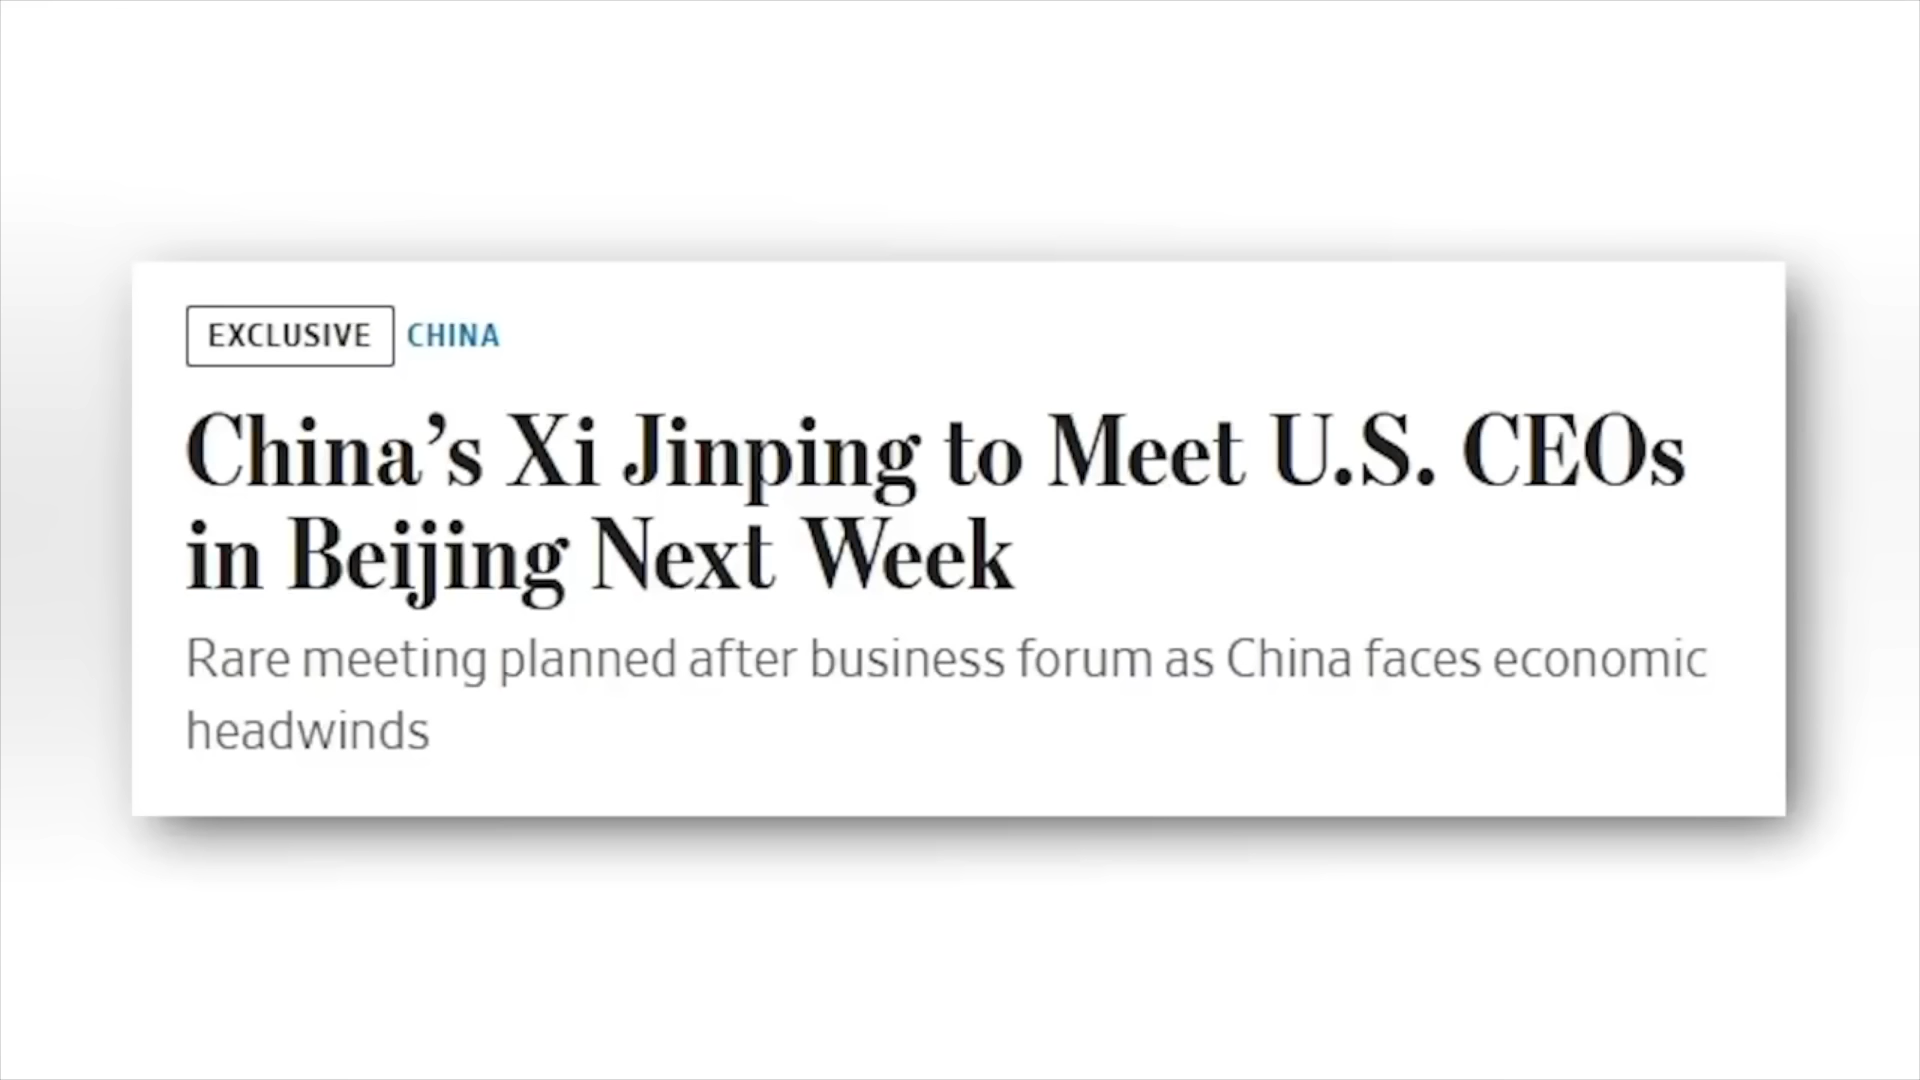 EXCLUSIVE CHINA
China’s Xi Jinping to Meet U.S. CEOs
in Beijing Next Week
Rare meeting planned after business forum as China faces economic
headwinds